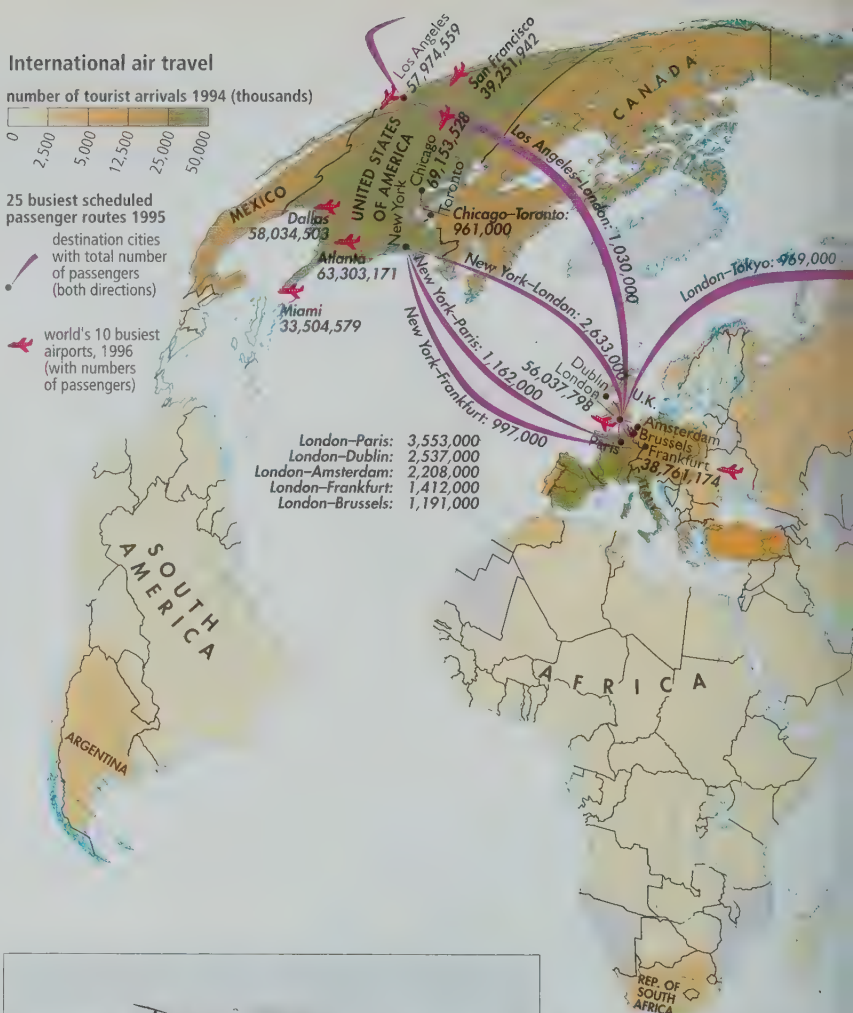 International air travel
number of tourist arrivals 1994 (thousands)
0
2,500
5,000
12,500
25,000
50,000
25 busiest scheduled
passenger routes 1995
destination cities
with total number
of passengers
(both directions)
world's 10 busiest
airports, 1996
(with numbers
of passengers)
Los Angeles
57,974,559
San Francisco
39,251,942
CANADA
UNITED STATES
OF AMERICA
MEXICO
Chicago
69,153,528
Toronto
New York
Chicago–Toronto:
961,000
Dallas
58,034,503
Atlanta
63,303,171
Miami
33,504,579
Los Angeles–London: 1,030,000
New York–London: 2,633,000
New York–Paris: 1,162,000
New York–Frankfurt: 997,000
London–Tokyo: 969,000
Dublin
London
56,037,798
U.K.
Amsterdam
Brussels
Frankfurt
38,761,174
Paris
ITALY
London–Paris: 3,553,000
London–Dublin: 2,537,000
London–Amsterdam: 2,208,000
London–Frankfurt: 1,412,000
London–Brussels: 1,191,000
SOUTH
AMERICA
ARGENTINA
AFRICA
REP. OF
SOUTH
AFRICA